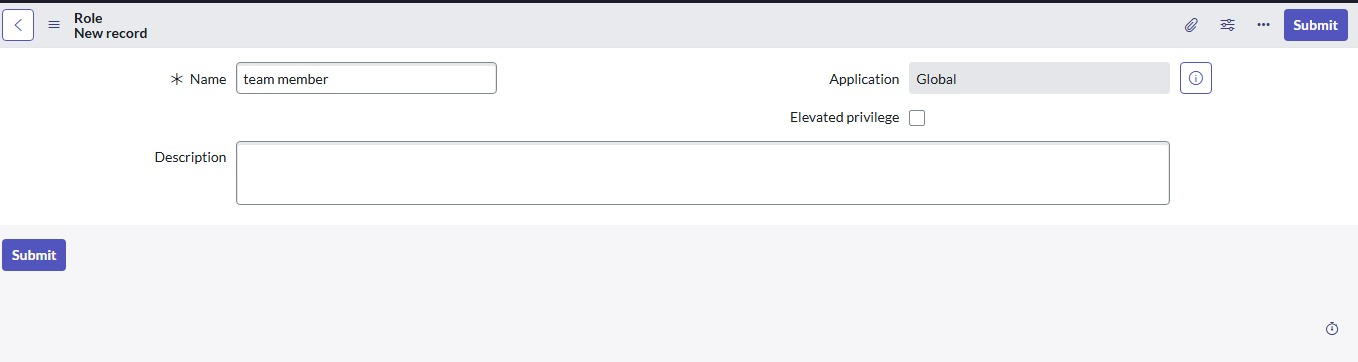 Role
New record
Submit
Name team member
Application Global
Elevated privilege
Description
Submit